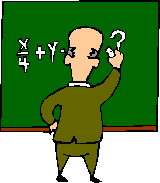 x/4 + y · ?